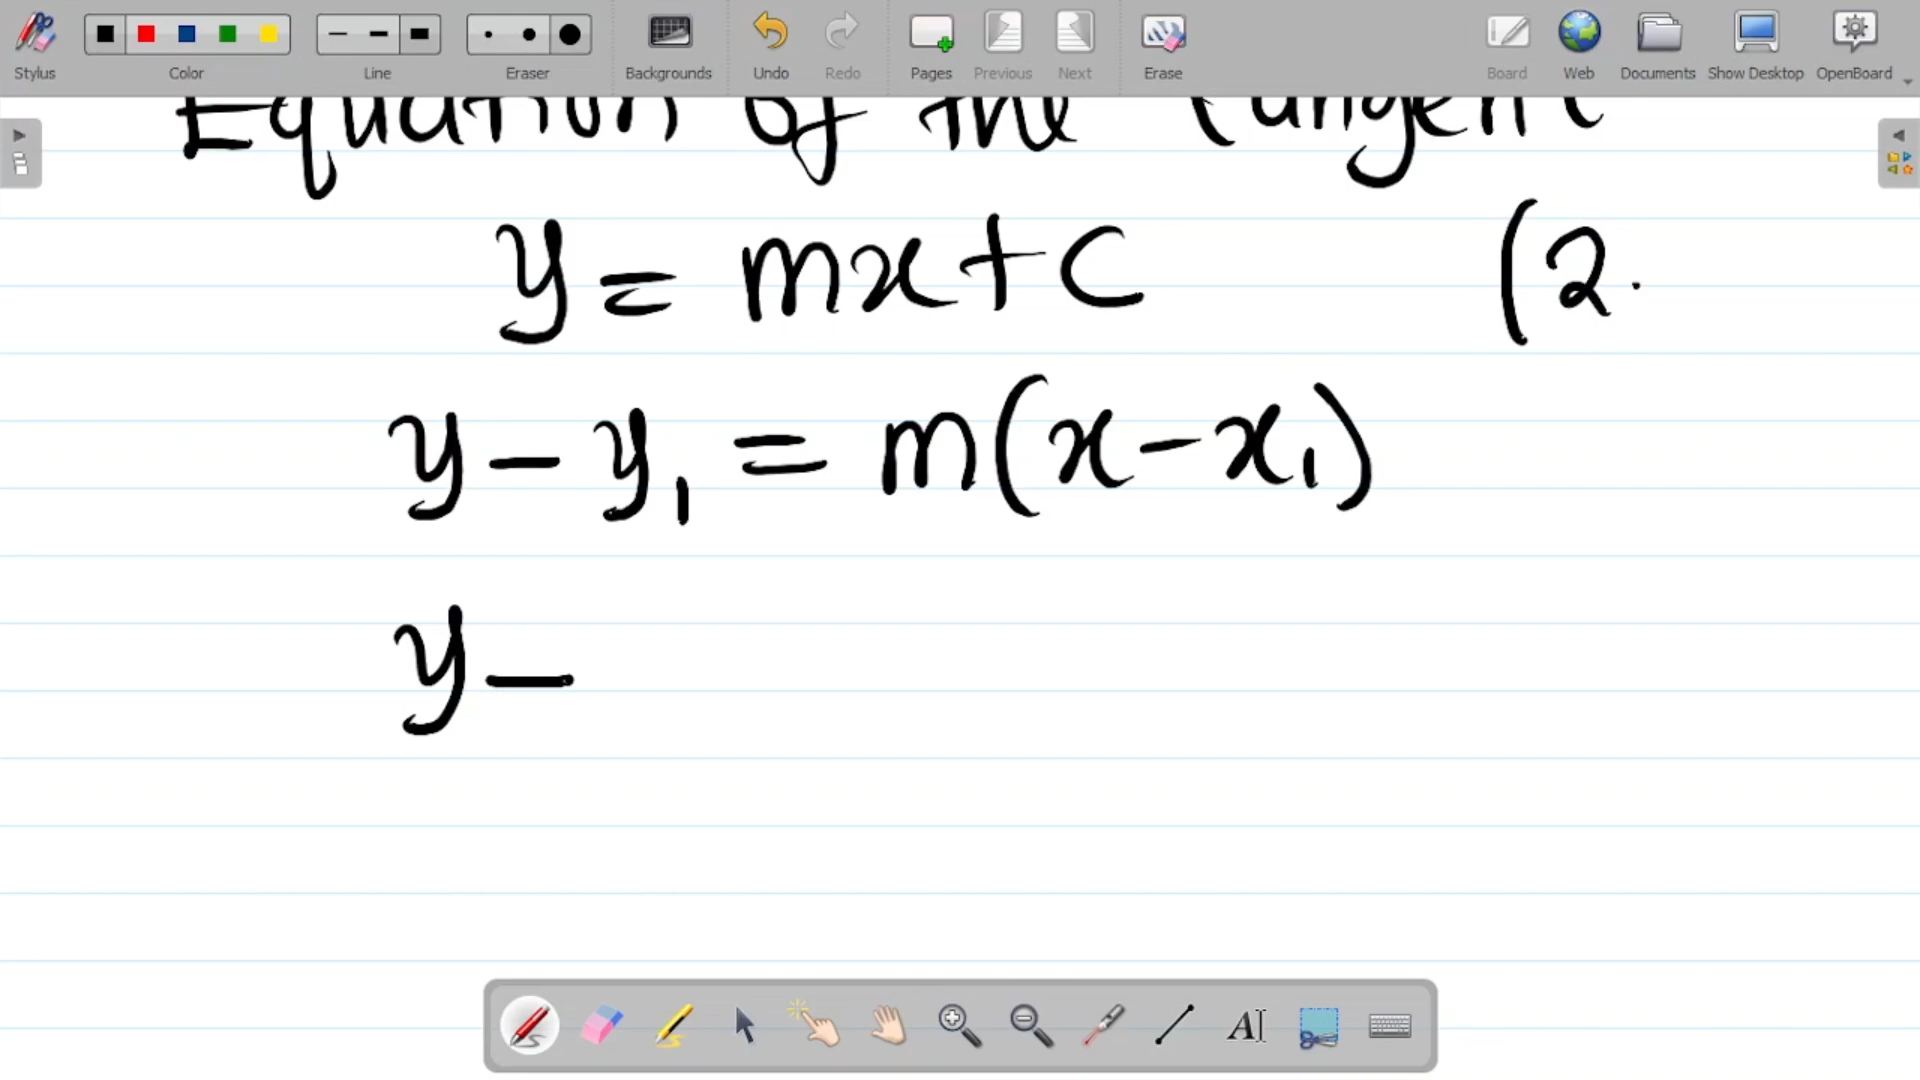 Stylus Color Line Eraser Backgrounds Undo Redo Pages Previous Next Erase Board Web Documents Show Desktop OpenBoard
Equation of the tangent
y = mx + c (2.
y - y₁ = m(x - x₁)
y -
AI